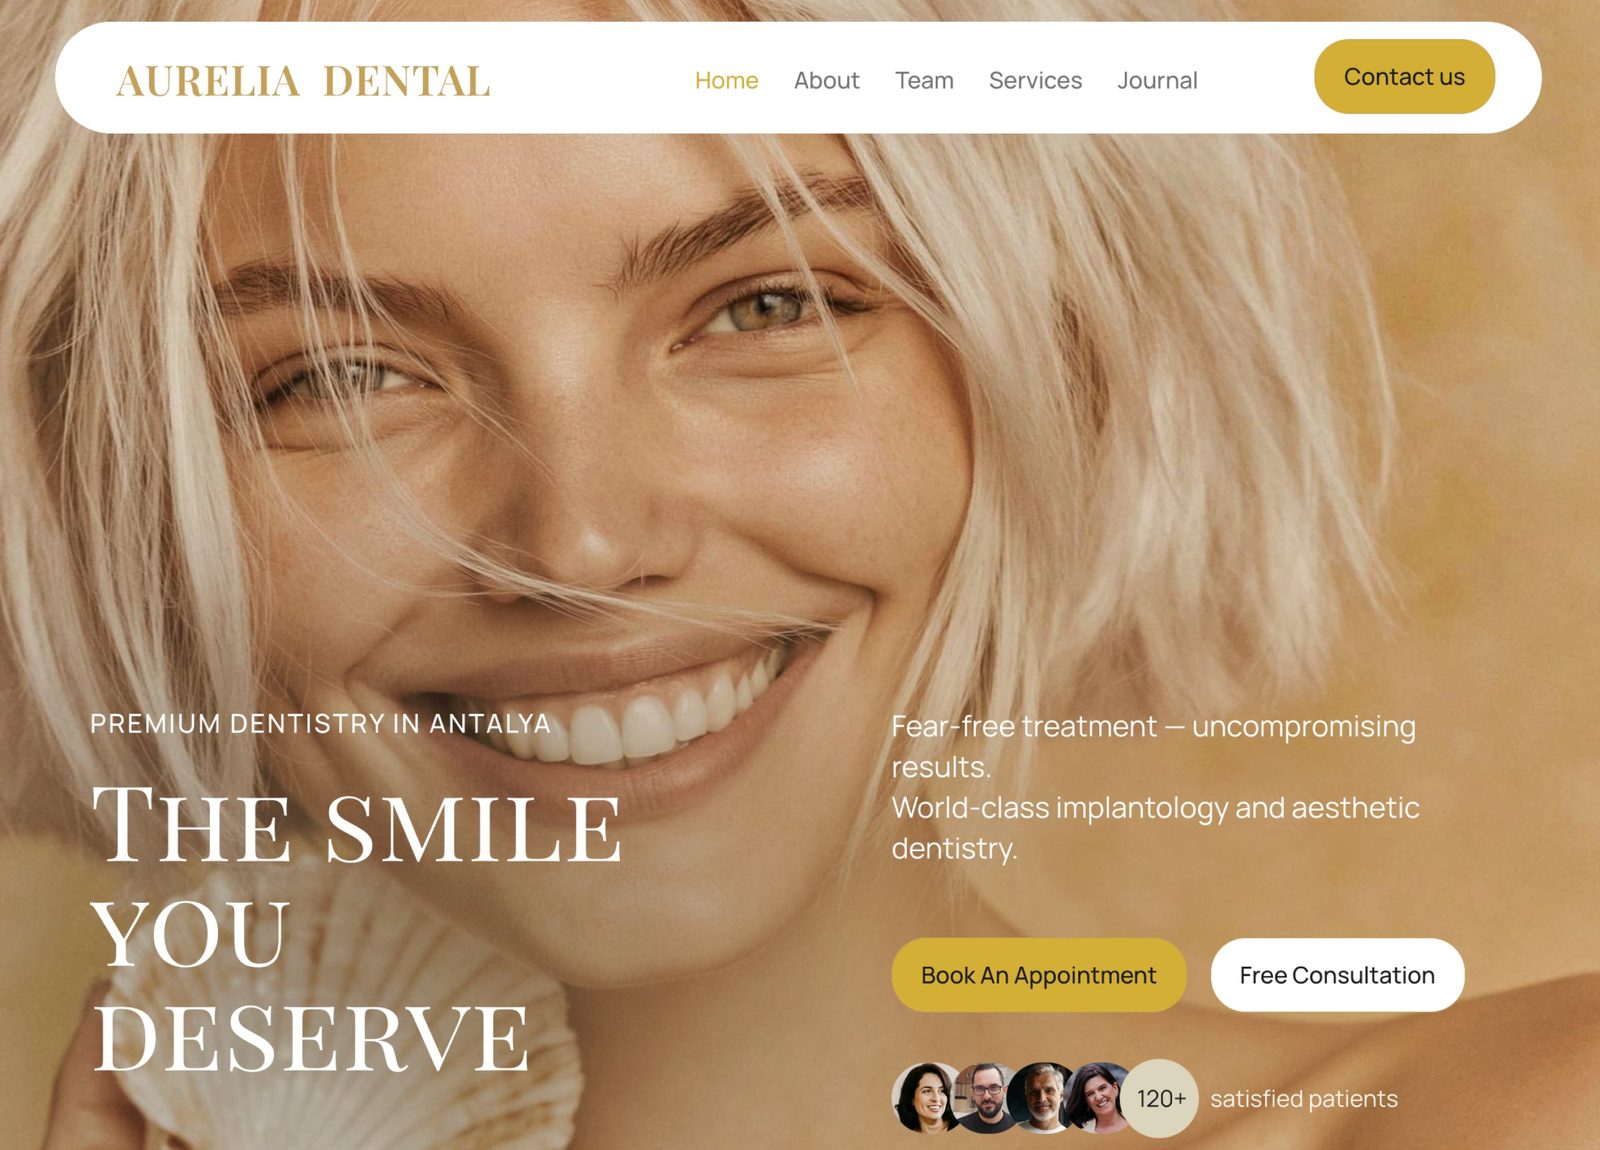 AURELIA DENTAL
Home About Team Services Journal
Contact us
PREMIUM DENTISTRY IN ANTALYA
THE SMILE
YOU
DESERVE
Fear-free treatment — uncompromising
results.
World-class implantology and aesthetic
dentistry.
Book An Appointment
Free Consultation
120+ satisfied patients